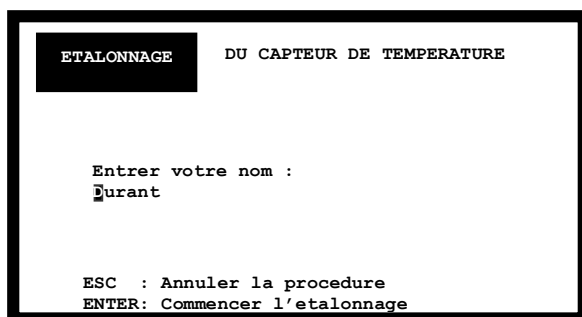 ETALONNAGE DU CAPTEUR DE TEMPERATURE
Entrer votre nom :
Durant
ESC : Annuler la procedure
ENTER: Commencer l'etalonnage